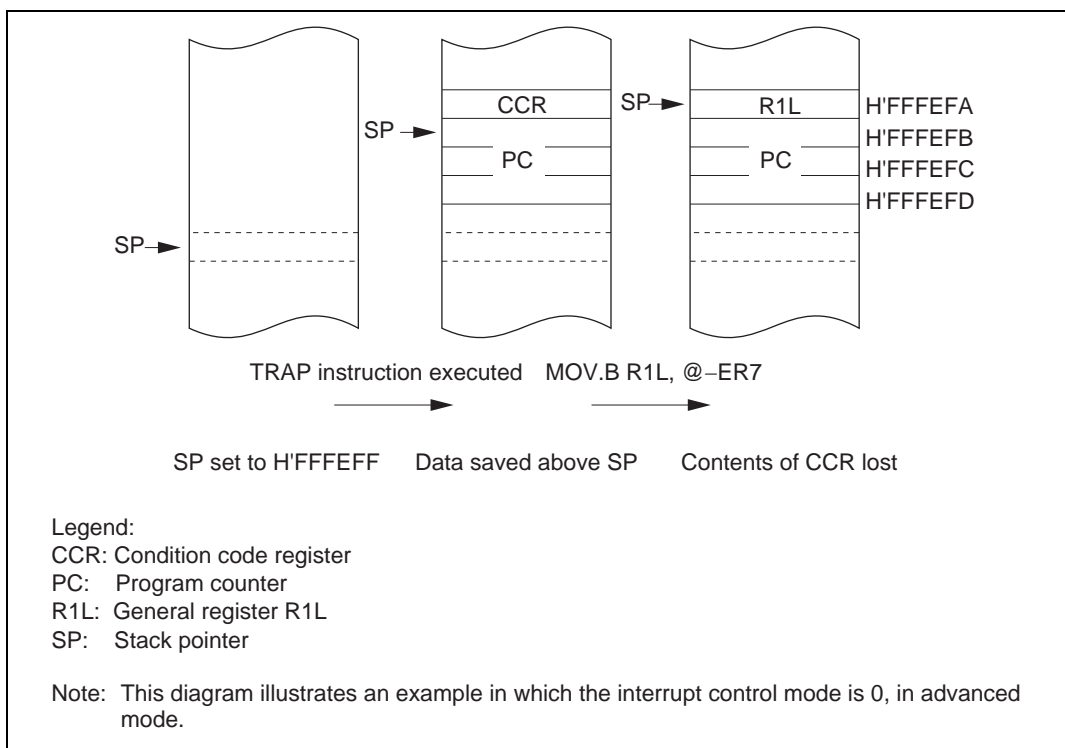 CCR
SP
R1L
H'FFFEFA
SP
H'FFFEFB
PC
PC
H'FFFEFC
H'FFFEFD
SP
TRAP instruction executed
MOV.B R1L, @–ER7
SP set to H'FFFEFF
Data saved above SP
Contents of CCR lost
Legend:
CCR: Condition code register
PC: Program counter
R1L: General register R1L
SP: Stack pointer
Note: This diagram illustrates an example in which the interrupt control mode is 0, in advanced
mode.